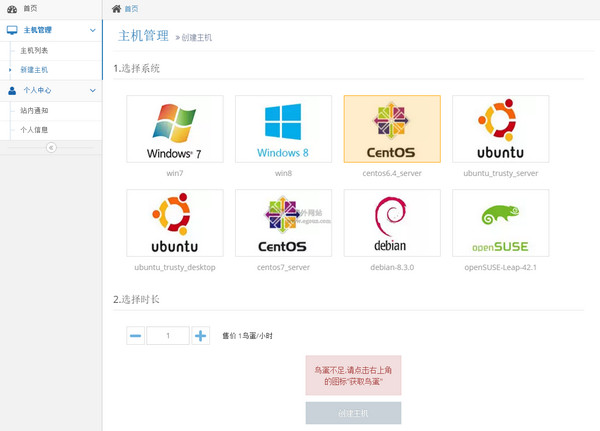 首页
主机管理
主机列表
新建主机
个人中心
站内通知
个人信息
首页
主机管理 » 创建主机
1.选择系统
Windows 7
Windows 8
CentOS
ubuntu
win7
win8
centos6.4_server
ubuntu_trusty_server
ubuntu
CentOS
debian
openSUSE
ubuntu_trusty_desktop
centos7_server
debian-8.3.0
openSUSE-Leap-42.1
2.选择时长
1
售价 1鸟蛋/小时
鸟蛋不足,请点击右上角
的图标"获取鸟蛋"
创建主机